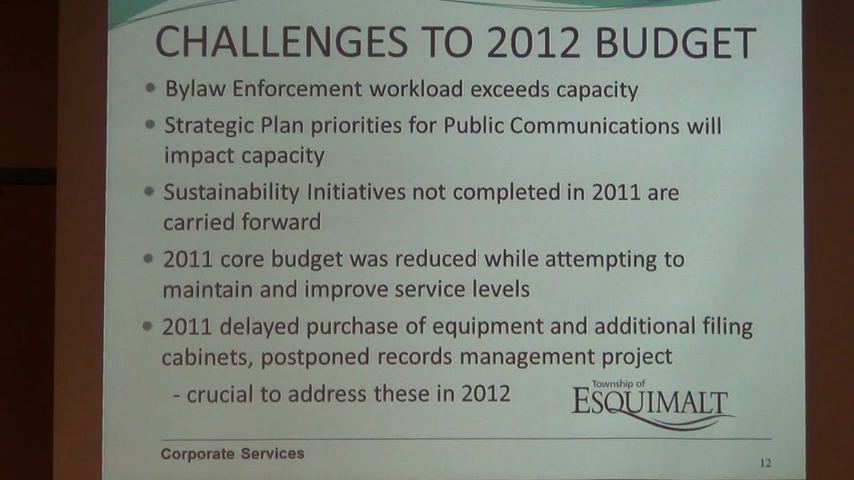 CHALLENGES TO 2012 BUDGET
• Bylaw Enforcement workload exceeds capacity
• Strategic Plan priorities for Public Communications will
impact capacity
• Sustainability Initiatives not completed in 2011 are
carried forward
• 2011 core budget was reduced while attempting to
maintain and improve service levels
• 2011 delayed purchase of equipment and additional filing
cabinets, postponed records management project
- crucial to address these in 2012
Township of
ESQUIMALT
Corporate Services
12